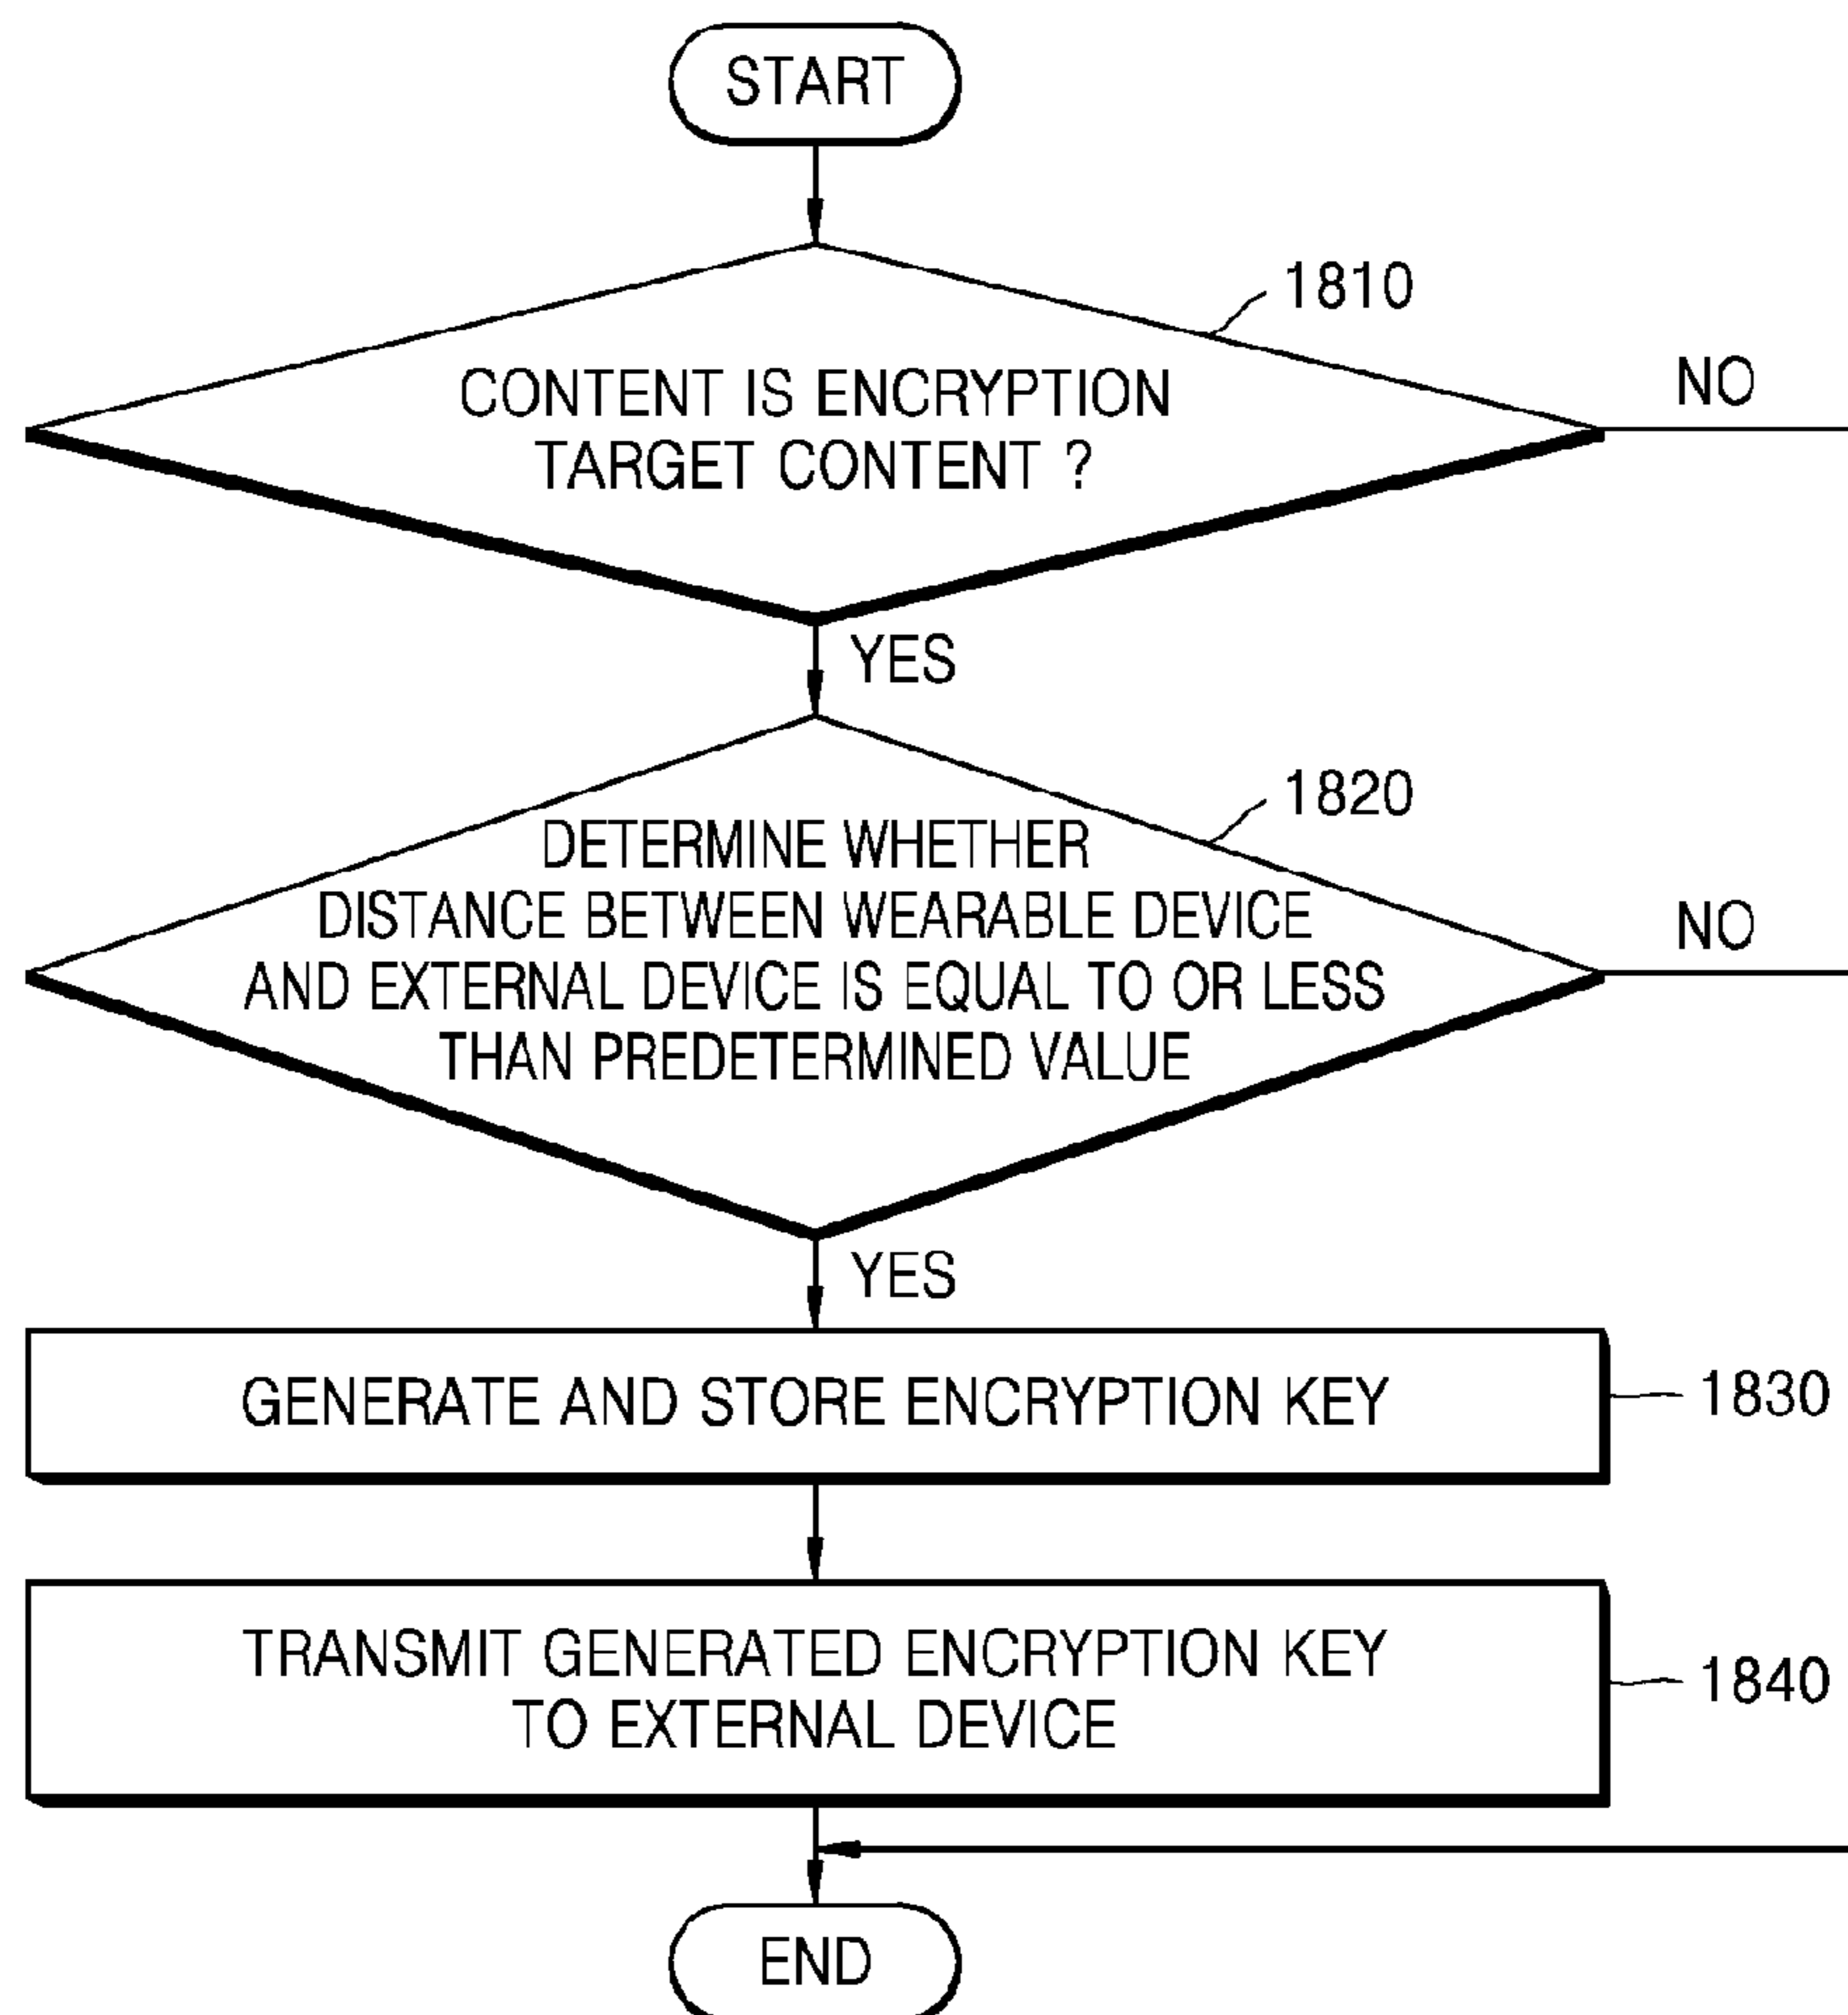 START
1810
CONTENT IS ENCRYPTION
TARGET CONTENT ?
NO
YES
1820
DETERMINE WHETHER
DISTANCE BETWEEN WEARABLE DEVICE
AND EXTERNAL DEVICE IS EQUAL TO OR LESS
THAN PREDETERMINED VALUE
NO
YES
GENERATE AND STORE ENCRYPTION KEY
1830
TRANSMIT GENERATED ENCRYPTION KEY
TO EXTERNAL DEVICE
1840
END